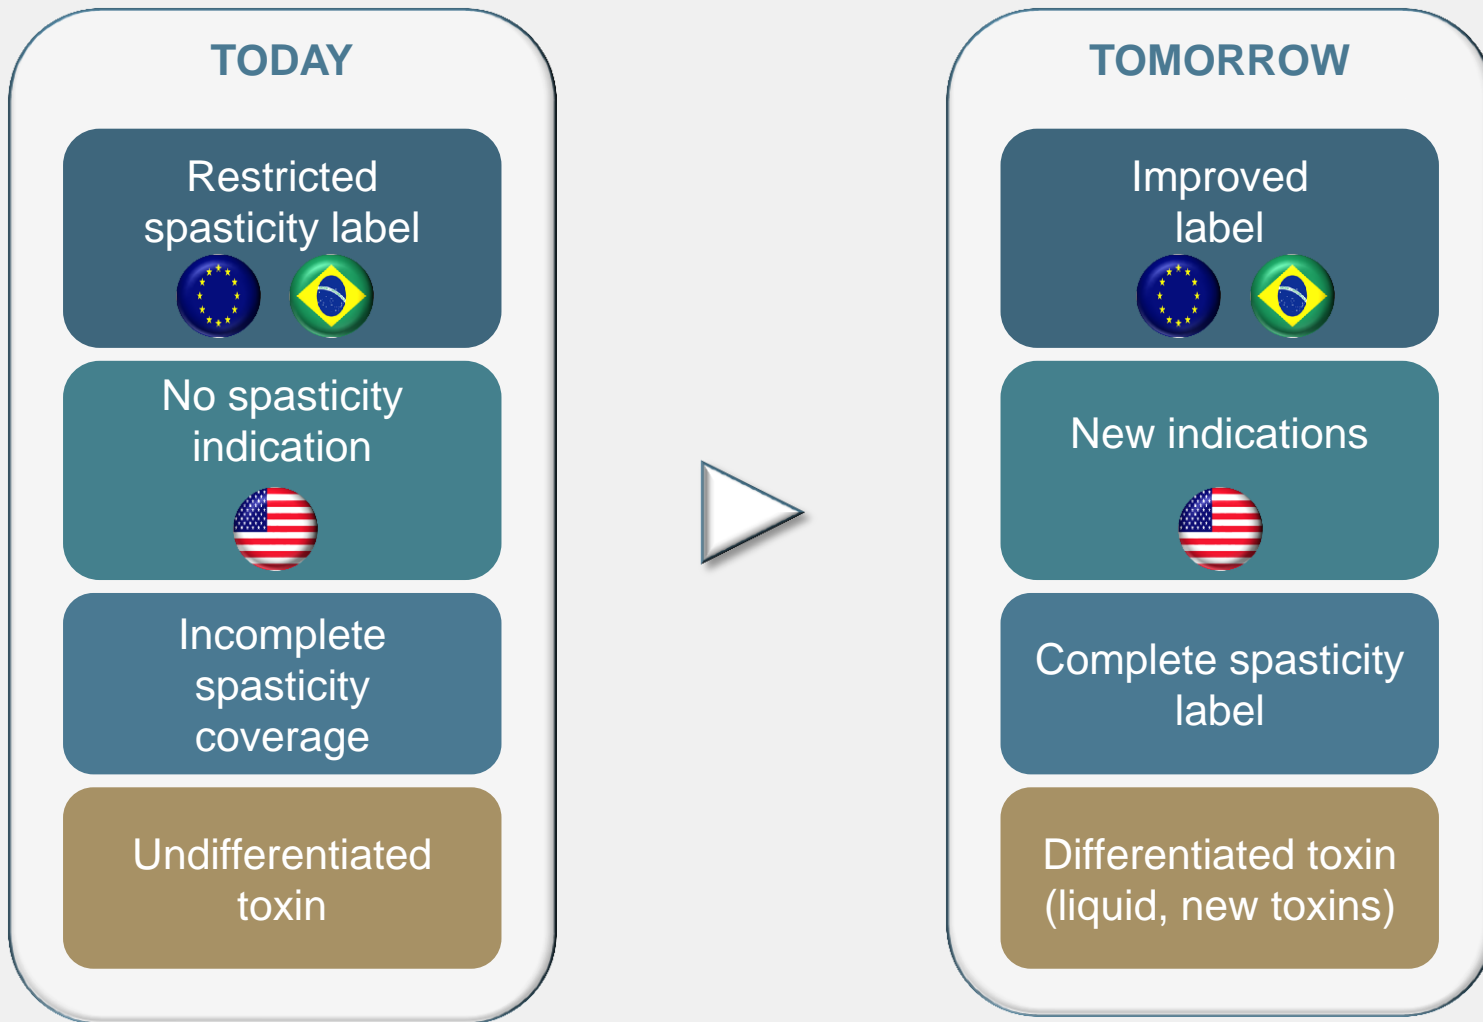 TODAY
Restricted
spasticity label
No spasticity
indication
Incomplete
spasticity
coverage
Undifferentiated
toxin
TOMORROW
Improved
label
New indications
Complete spasticity
label
Differentiated toxin
(liquid, new toxins)